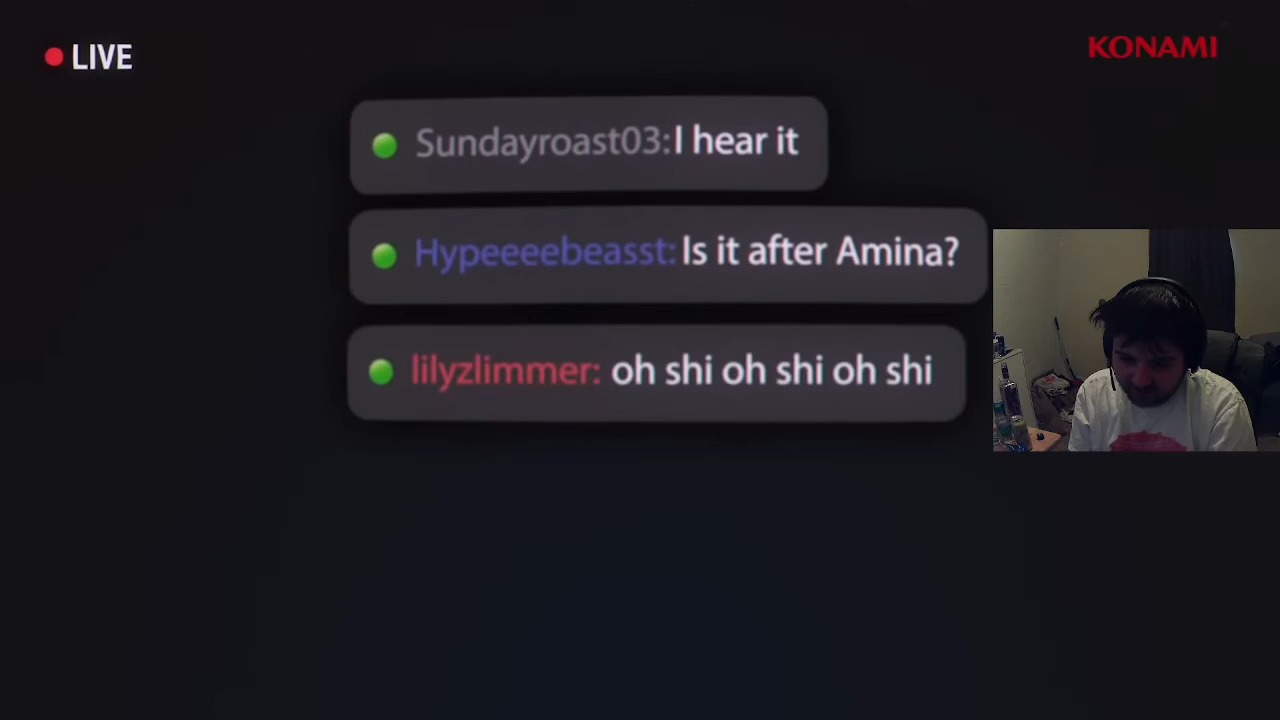 LIVE
KONAMI
Sundayroast03: I hear it
Hypeeeebeasst: Is it after Amina?
lilyzlimmer: oh shi oh shi oh shi